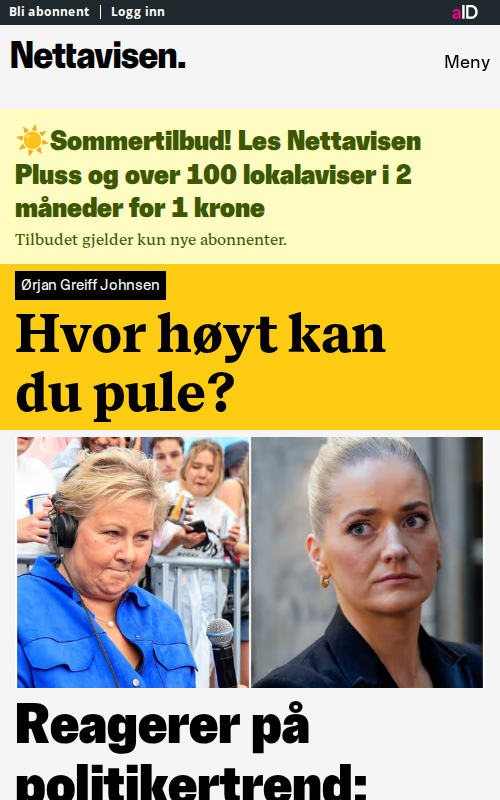 Bli abonnent
Logg inn
aID
Nettavisen.
Meny
☀️Sommertilbud! Les Nettavisen
Pluss og over 100 lokalaviser i 2
måneder for 1 krone
Tilbudet gjelder kun nye abonnenter.
Ørjan Greiff Johnsen
Hvor høyt kan
du pule?
Reagerer på
politikertrend: